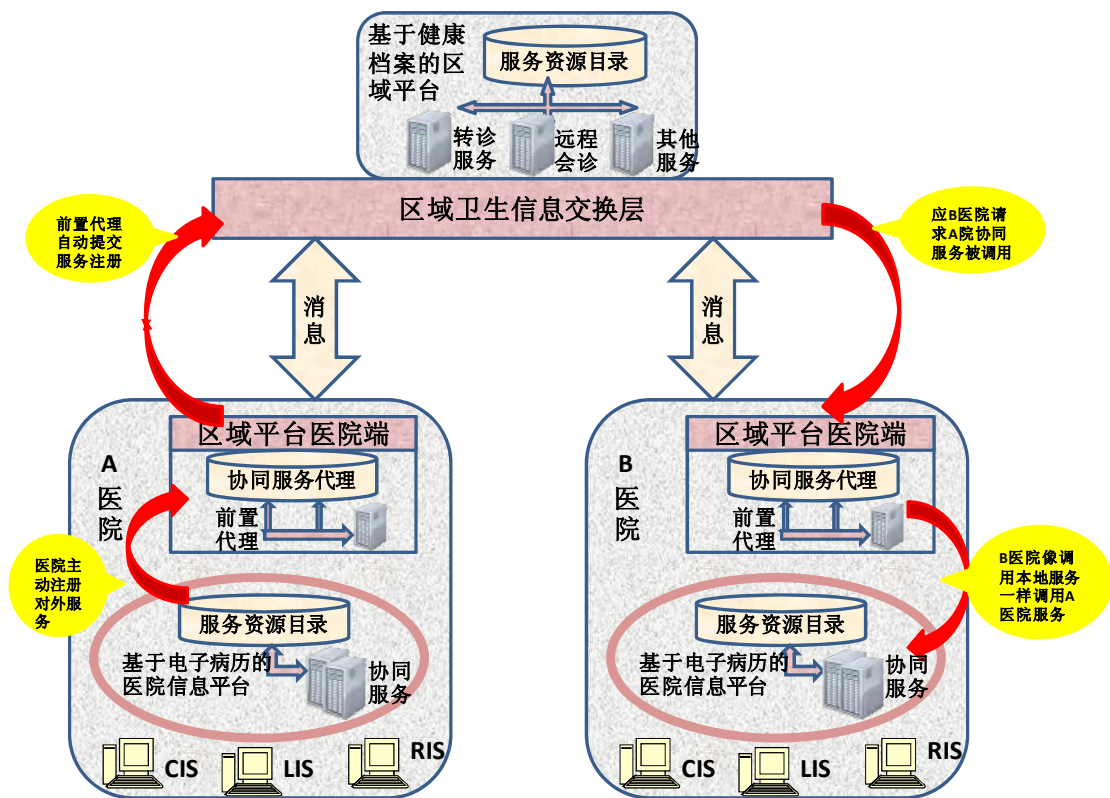 基于健康
档案的区
域平台
服务资源目录
转诊
服务
远程
会诊
其他
服务
区域卫生信息交换层
前置代理
自动提交
服务注册
应B医院请
求A院协同
服务被调用
消
息
消
息
A
医
院
区域平台医院端
协同服务代理
前置
代理
医院主
动注册
对外服
务
服务资源目录
基于电子病历的
医院信息平台
协同
服务
CIS
LIS
RIS
B
医
院
区域平台医院端
协同服务代理
前置
代理
B医院像调
用本地服务
一样调用A
医院服务
服务资源目录
基于电子病历的
医院信息平台
协同
服务
CIS
LIS
RIS